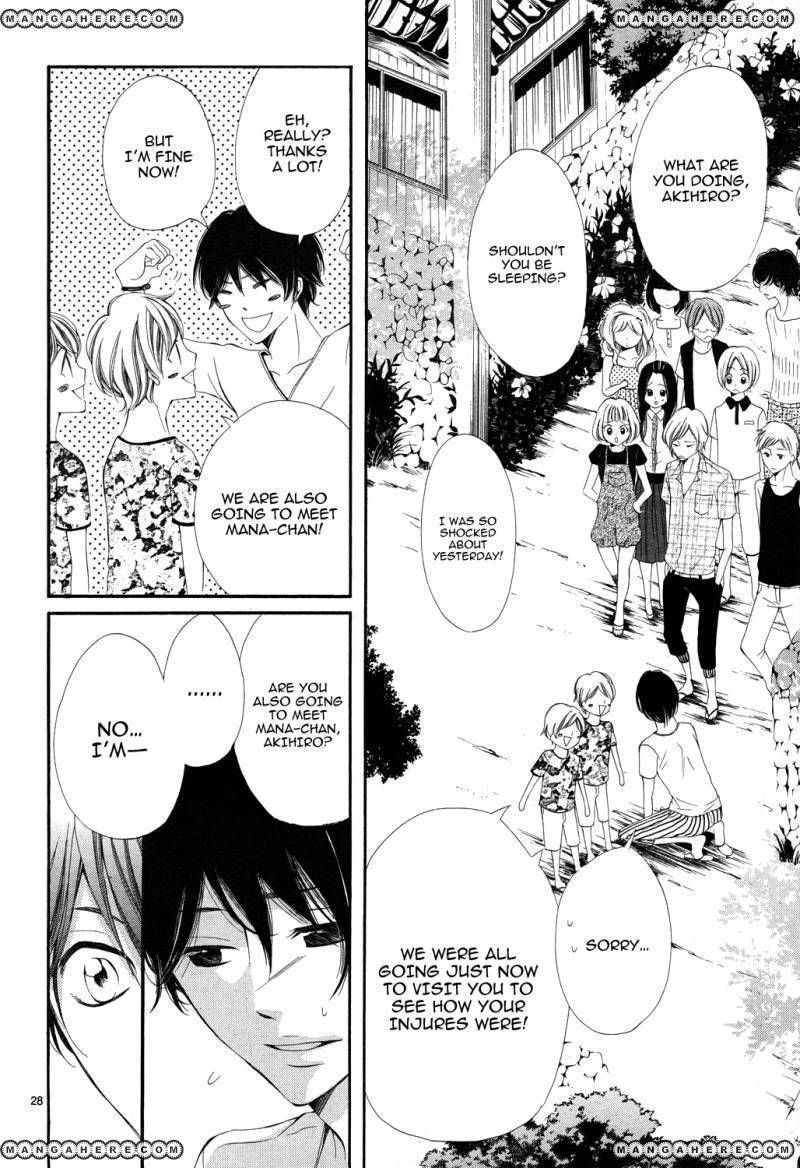 MANGAHERE.COM
MANGAHERE.COM
WHAT ARE
YOU DOING,
AKIHIRO?
SHOULDN'T
YOU BE
SLEEPING?
I WAS SO
SHOCKED
ABOUT
YESTERDAY!
SORRY...
WE WERE ALL
GOING JUST NOW
TO VISIT YOU TO
SEE HOW YOUR
INJURES WERE!
EH,
REALLY?
THANKS
A LOT!
BUT
I'M FINE
NOW!
WE ARE ALSO
GOING TO MEET
MANA-CHAN!
ARE YOU
ALSO GOING
TO MEET
MANA-CHAN,
AKIHIRO?
......
NO...
I'M—
28
MANGAHERE.COM
MANGAHERE.COM